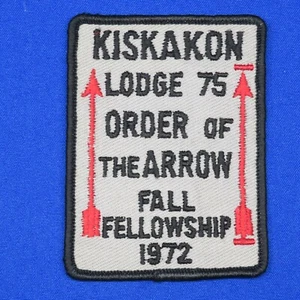 KISKAKON
LODGE 75
ORDER OF
THE ARROW
FALL
FELLOWSHIP
1972